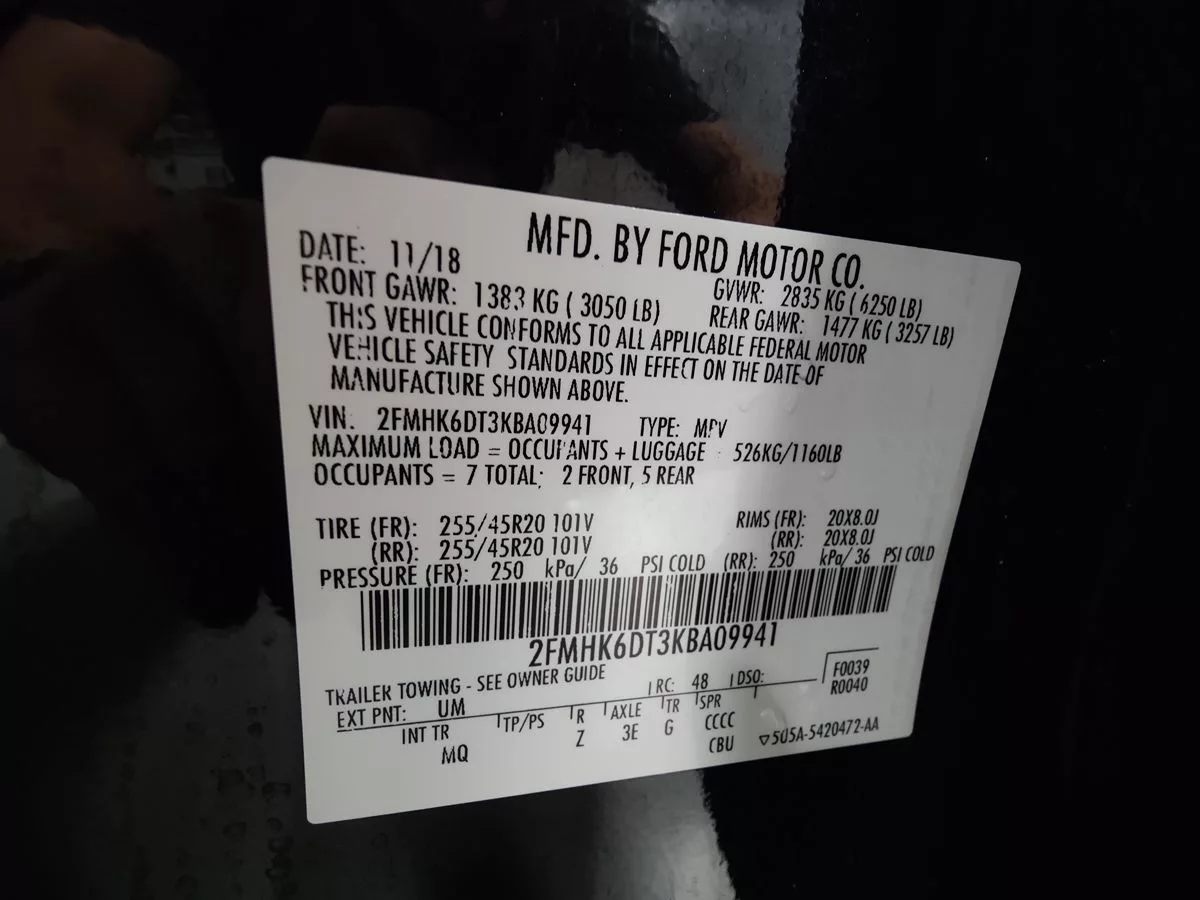 MFD. BY FORD MOTOR CO.
DATE: 11/18 GVWR: 2835 KG ( 6250 LB)
FRONT GAWR: 1383 KG ( 3050 LB) REAR GAWR: 1477 KG ( 3257 LB)
THIS VEHICLE CONFORMS TO ALL APPLICABLE FEDERAL MOTOR
VEHICLE SAFETY STANDARDS IN EFFECT ON THE DATE OF
MANUFACTURE SHOWN ABOVE.
VIN: 2FMHK6DT3KBA09941 TYPE: MPV
MAXIMUM LOAD = OCCUPANTS + LUGGAGE = 526KG/1160LB
OCCUPANTS = 7 TOTAL; 2 FRONT, 5 REAR
TIRE (FR): 255/45R20 101V RIMS (FR): 20X8.0J
(RR): 255/45R20 101V (RR): 20X8.0J
PRESSURE (FR): 250 kPa/ 36 PSI COLD (RR): 250 kPa/ 36 PSI COLD
2FMHK6DT3KBA09941
TRAILER TOWING - SEE OWNER GUIDE
EXT PNT: UM RC: 48 DSO: F0039
R0040
INT TR TP/PS R AXLE TR SPR
MQ Z 3E G CCCC
CBU ▽5U5A-5420472-AA